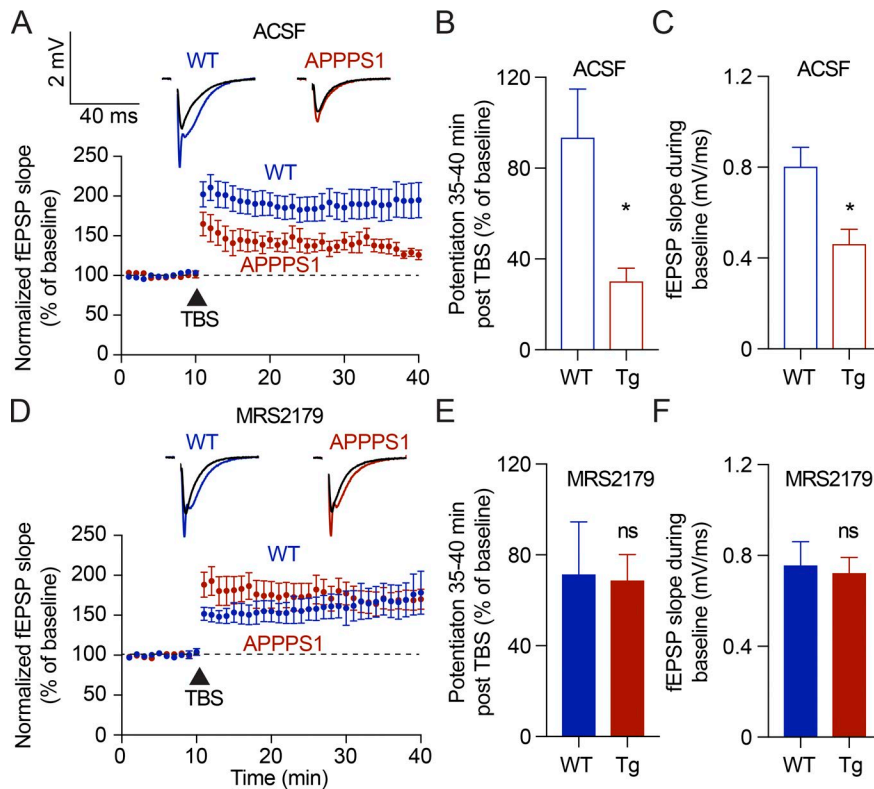 A
ACSF
2 mV
40 ms
WT
APPPS1
Normalized fEPSP slope
(% of baseline)
250
200
150
100
50
0
WT
APPPS1
TBS
0
10
20
30
40
B
ACSF
Potentiaton 35-40 min
post TBS (% of baseline)
120
80
40
0
*
WT
Tg
C
ACSF
fEPSP slope during
baseline (mV/ms)
1.2
0.8
0.4
0
*
WT
Tg
D
MRS2179
WT
APPPS1
Normalized fEPSP slope
(% of baseline)
250
200
150
100
50
0
WT
APPPS1
TBS
0
10
20
30
40
Time (min)
E
MRS2179
Potentiaton 35-40 min
post TBS (% of baseline)
120
80
40
0
ns
WT
Tg
F
MRS2179
fEPSP slope during
baseline (mV/ms)
1.2
0.8
0.4
0
ns
WT
Tg